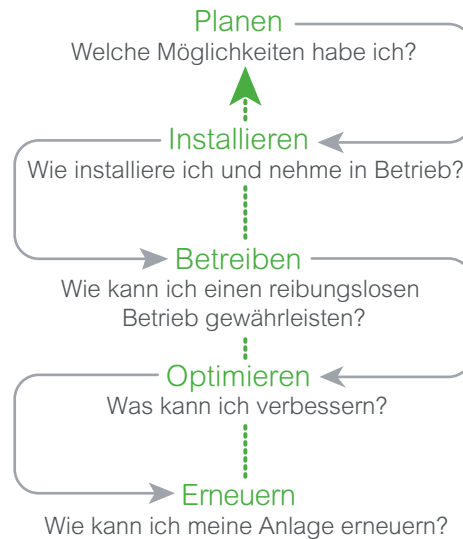 Planen
Welche Möglichkeiten habe ich?
Installieren
Wie installiere ich und nehme in Betrieb?
Betreiben
Wie kann ich einen reibungslosen
Betrieb gewährleisten?
Optimieren
Was kann ich verbessern?
Erneuern
Wie kann ich meine Anlage erneuern?